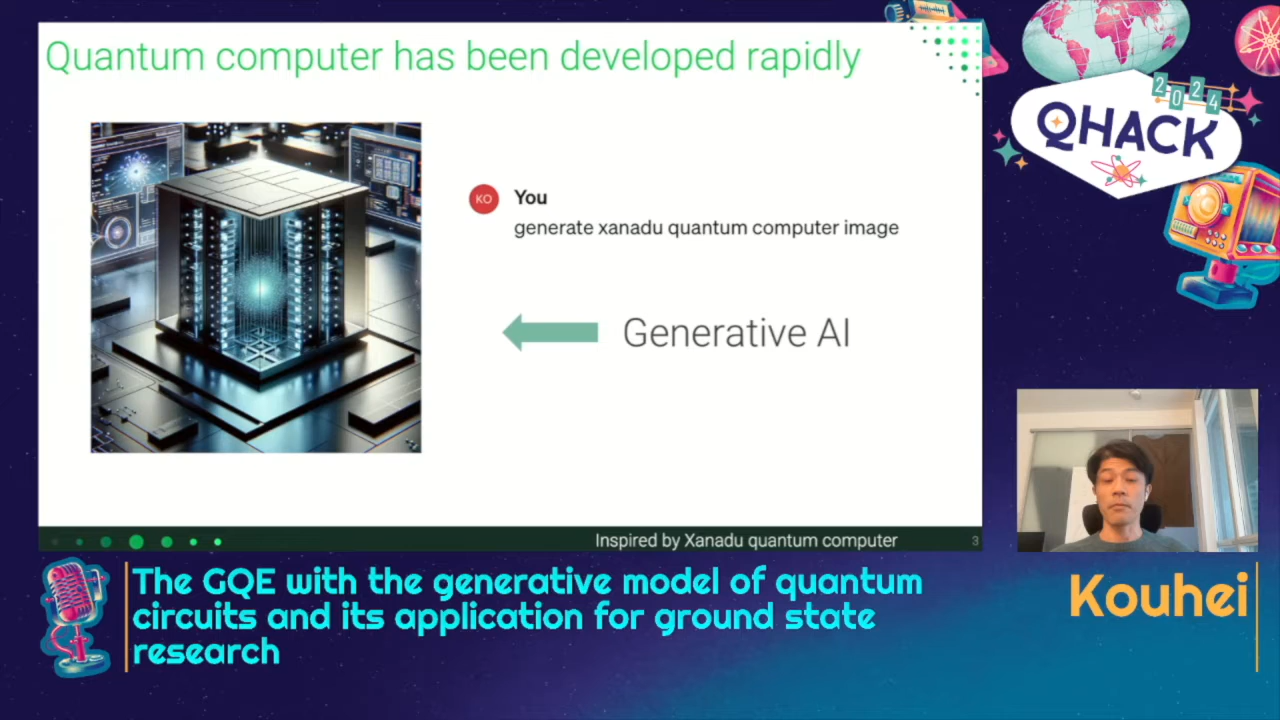 Quantum computer has been developed rapidly
2024
QHACK
KO
You
generate xanadu quantum computer image
Generative AI
Inspired by Xanadu quantum computer
3
The GQE with the generative model of quantum
circuits and its application for ground state
research
Kouhei